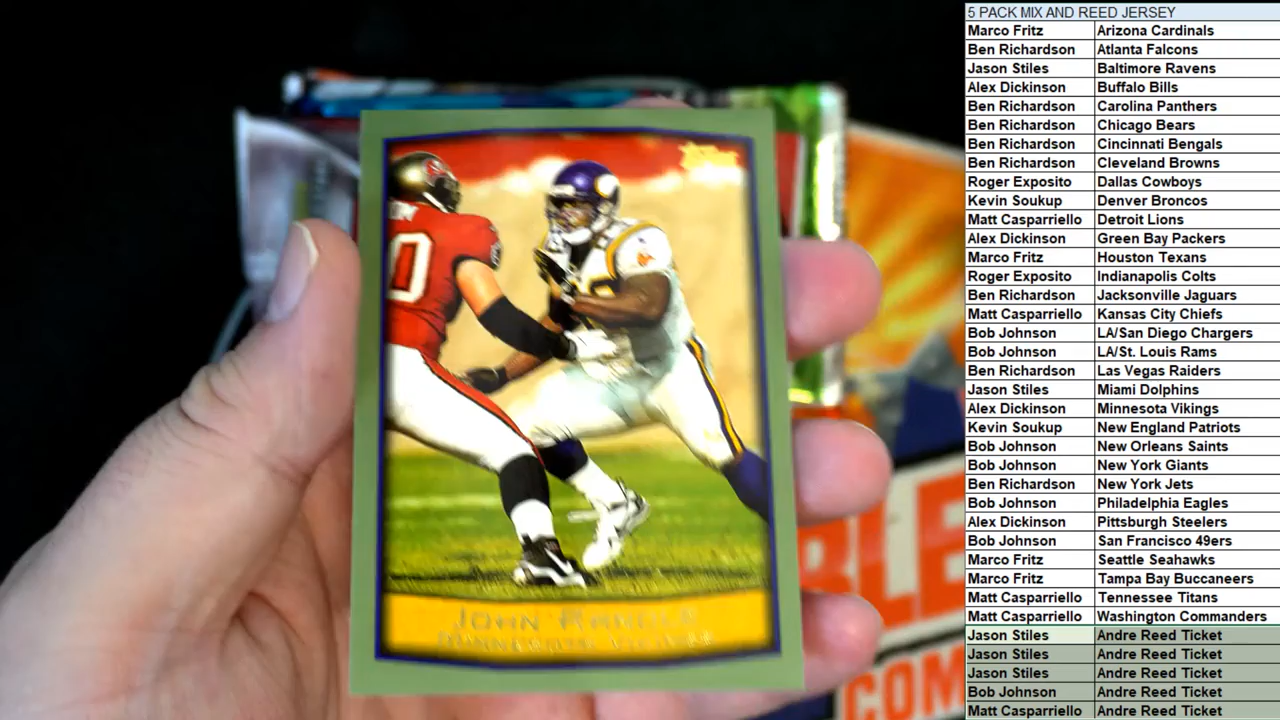 5 PACK MIX AND REED JERSEY
Marco Fritz Arizona Cardinals
Ben Richardson Atlanta Falcons
Jason Stiles Baltimore Ravens
Alex Dickinson Buffalo Bills
Ben Richardson Carolina Panthers
Ben Richardson Chicago Bears
Ben Richardson Cincinnati Bengals
Ben Richardson Cleveland Browns
Roger Exposito Dallas Cowboys
Kevin Soukup Denver Broncos
Matt Casparriello Detroit Lions
Alex Dickinson Green Bay Packers
Marco Fritz Houston Texans
Roger Exposito Indianapolis Colts
Ben Richardson Jacksonville Jaguars
Matt Casparriello Kansas City Chiefs
Bob Johnson LA/San Diego Chargers
Bob Johnson LA/St. Louis Rams
Ben Richardson Las Vegas Raiders
Jason Stiles Miami Dolphins
Alex Dickinson Minnesota Vikings
Kevin Soukup New England Patriots
Bob Johnson New Orleans Saints
Bob Johnson New York Giants
Ben Richardson New York Jets
Bob Johnson Philadelphia Eagles
Alex Dickinson Pittsburgh Steelers
Bob Johnson San Francisco 49ers
Marco Fritz Seattle Seahawks
Marco Fritz Tampa Bay Buccaneers
Matt Casparriello Tennessee Titans
Matt Casparriello Washington Commanders
Jason Stiles Andre Reed Ticket
Jason Stiles Andre Reed Ticket
Jason Stiles Andre Reed Ticket
Bob Johnson Andre Reed Ticket
Matt Casparriello Andre Reed Ticket
Topps
0
John Randle
Minnesota Vikings
BLE
COM